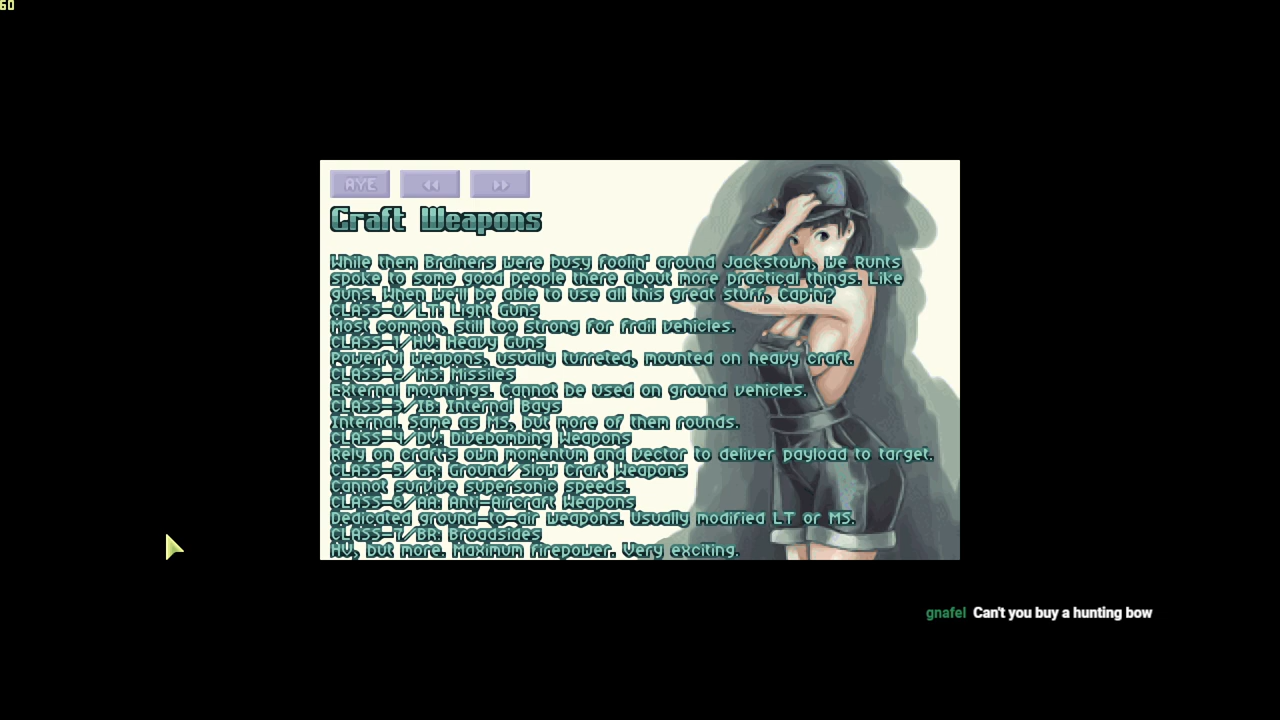 60
AYE
Craft Weapons
While them Brainers were busy foolin' around Jackstown, we Runts
spoke to some good people there about more practical things. Like
guns. When we'll be able to use all this great stuff, Cap'n?
CLASS-0/LT: Light Guns
Most common, still too strong for frail vehicles.
CLASS-1/HV: Heavy Guns
Powerful weapons, usually turreted, mounted on heavy craft.
CLASS-2/MS: Missiles
External mountings. Cannot be used on ground vehicles.
CLASS-3/IB: Internal Bays
Internal. Same as MS, but more of them rounds.
CLASS-4/DV: Divebombing Weapons
Rely on craft's own momentum and vector to deliver payload to target.
CLASS-5/GR: Ground/Slow Craft Weapons
Cannot survive supersonic speeds.
CLASS-6/AA: Anti-Aircraft Weapons
Dedicated ground-to-air weapons. Usually modified LT or MS.
CLASS-7/BR: Broadsides
HV, but more. Maximum firepower. Very exciting.
gnafel Can't you buy a hunting bow